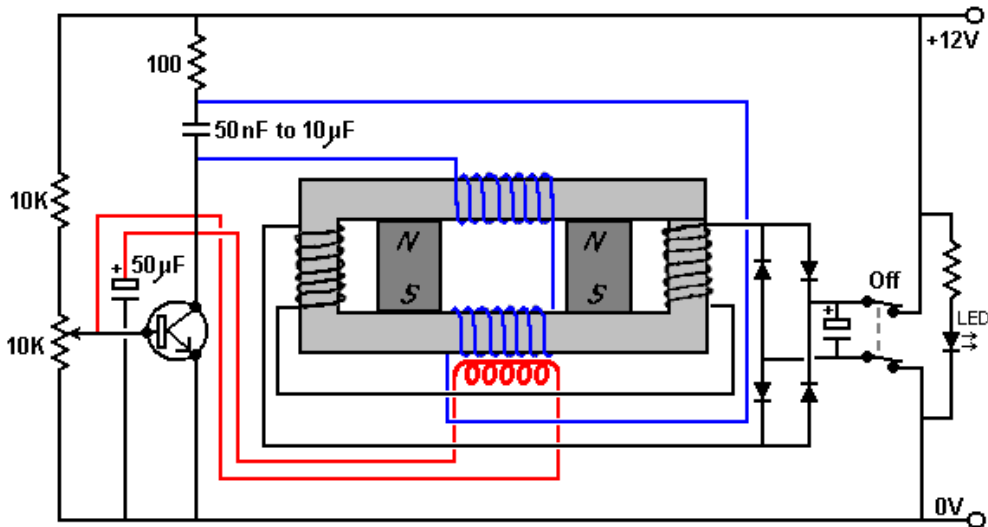 +12V
100
50nF to 10µF
10K
N
N
+
50µF
Off
S
S
+
LED
10K
0V